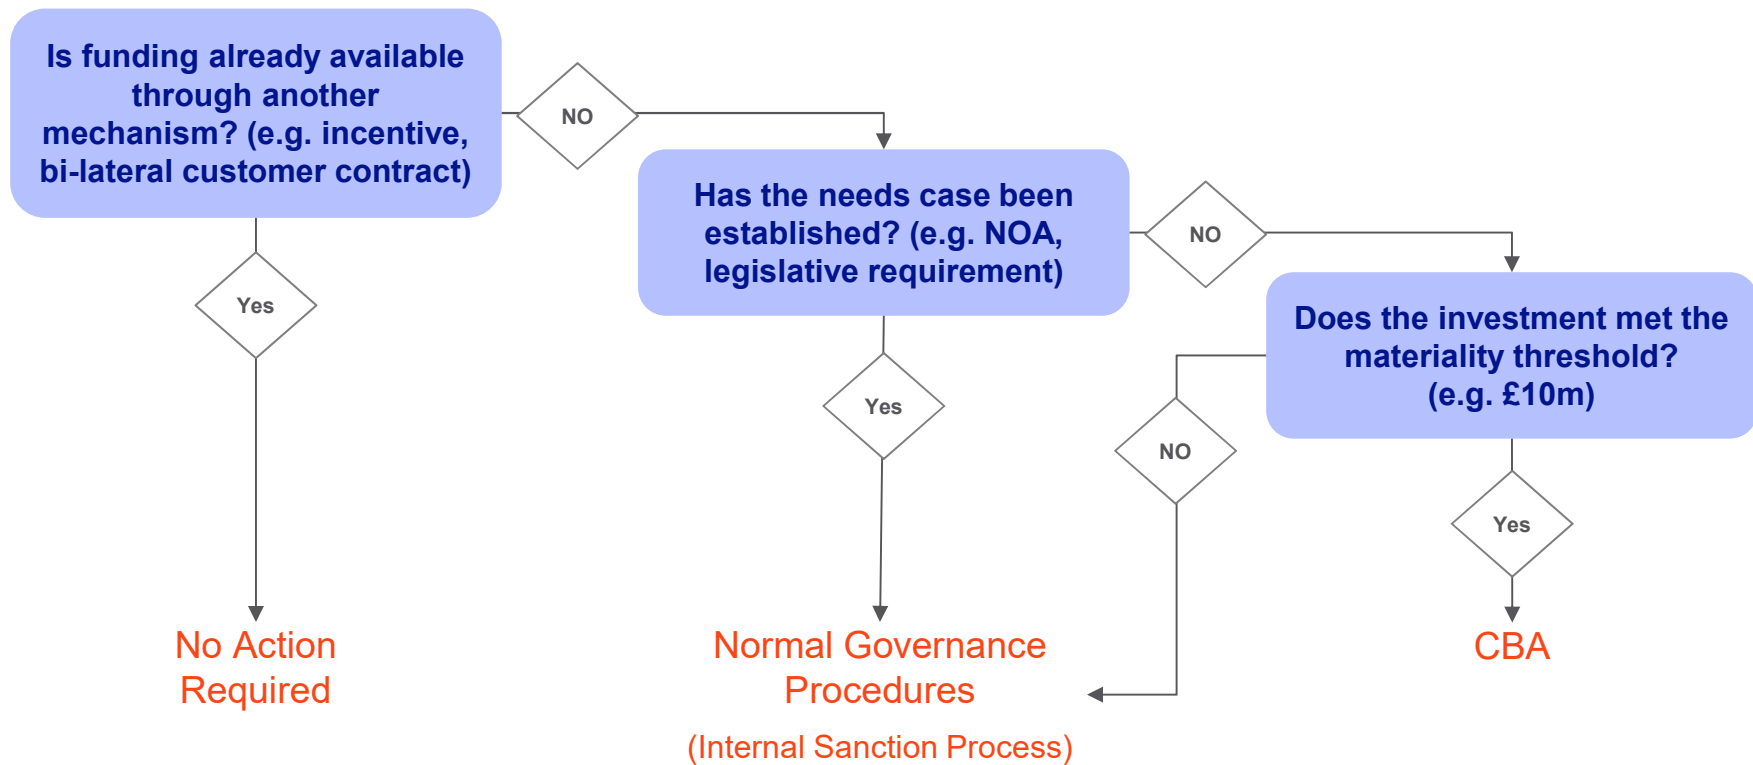 Is funding already available
through another
mechanism? (e.g. incentive,
bi-lateral customer contract)
NO
Has the needs case been
established? (e.g. NOA,
legislative requirement)
NO
Does the investment met the
materiality threshold?
(e.g. £10m)
Yes
Yes
NO
Yes
No Action
Required
Normal Governance
Procedures
(Internal Sanction Process)
CBA